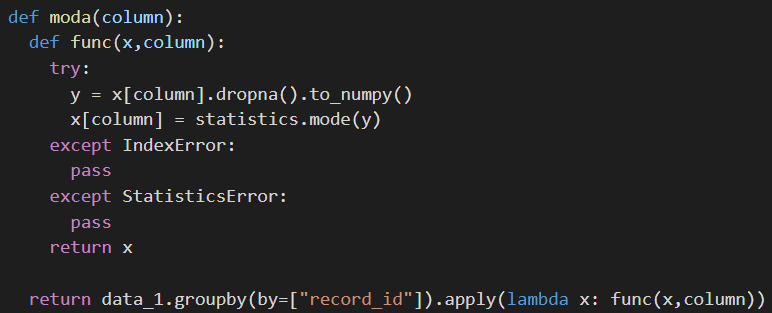 def moda(column):
  def func(x,column):
    try:
      y = x[column].dropna().to_numpy()
      x[column] = statistics.mode(y)
    except IndexError:
      pass
    except StatisticsError:
      pass
    return x

  return data_1.groupby(by=["record_id"]).apply(lambda x: func(x,column))